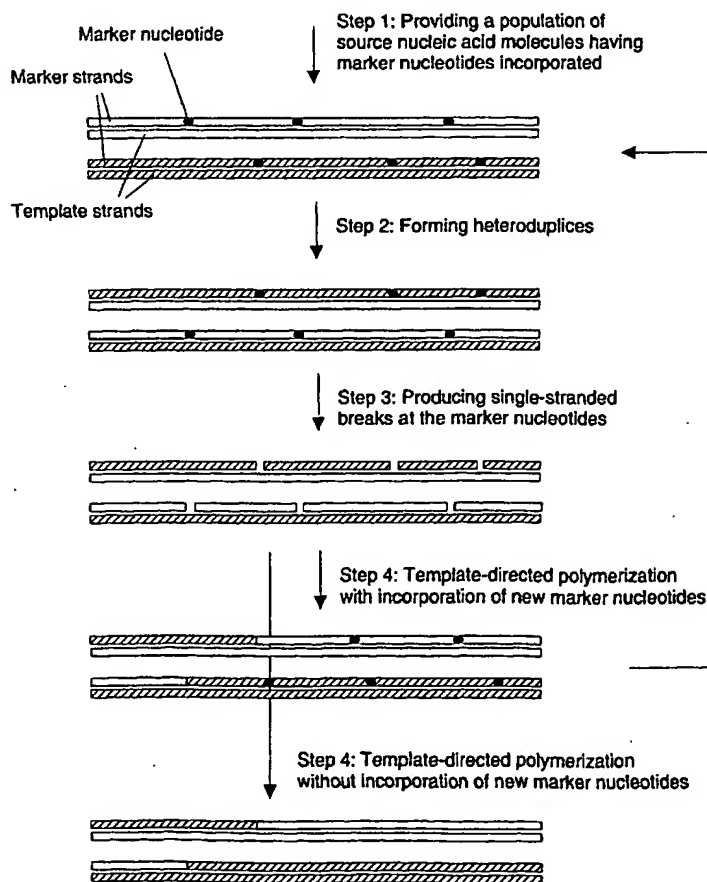 Step 1: Providing a population of
source nucleic acid molecules having
marker nucleotides incorporated
Marker nucleotide
Marker strands
Template strands
Step 2: Forming heteroduplices
Step 3: Producing single-stranded
breaks at the marker nucleotides
Step 4: Template-directed polymerization
with incorporation of new marker nucleotides
Step 4: Template-directed polymerization
without incorporation of new marker nucleotides